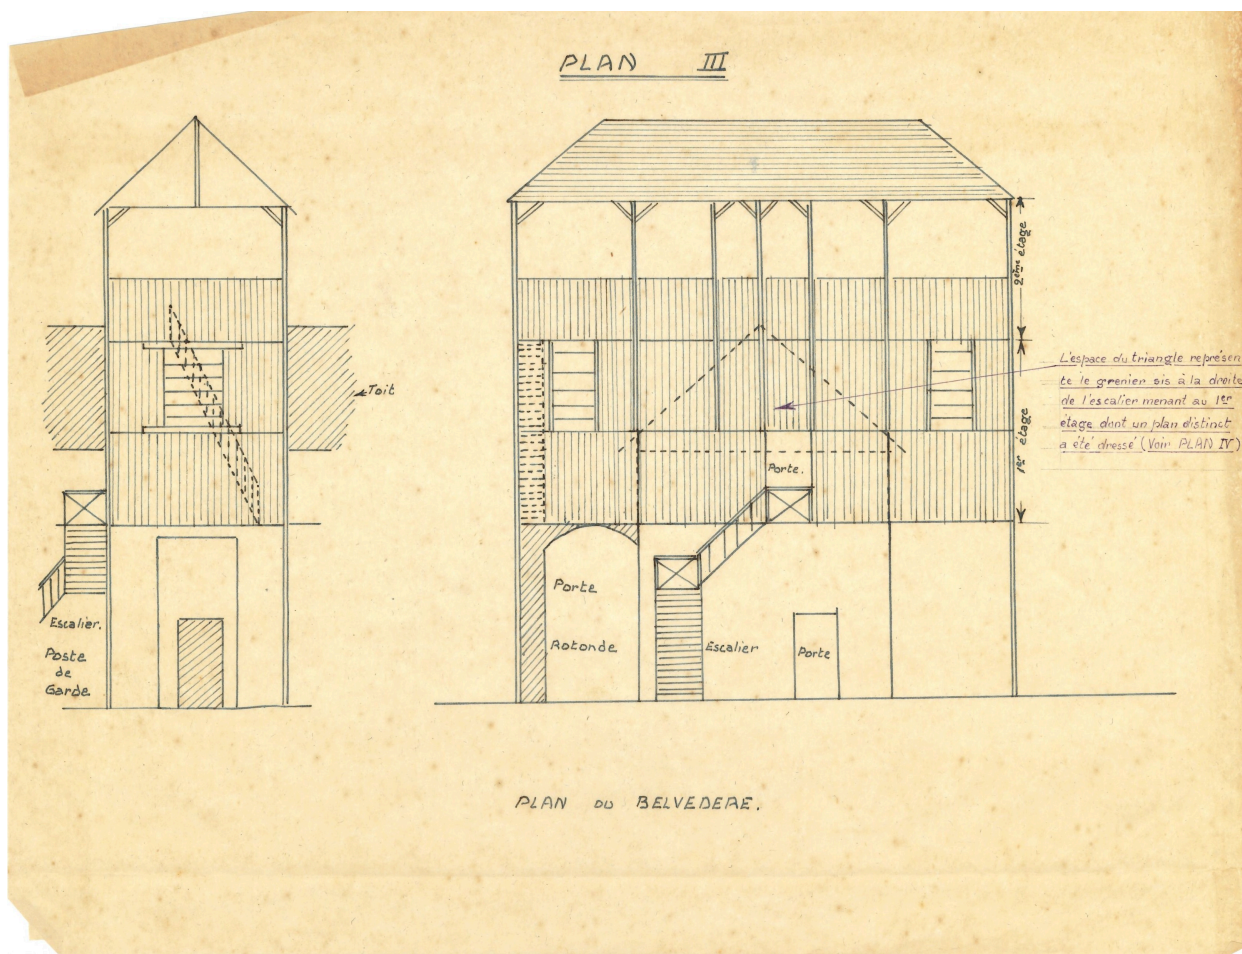 PLAN III
2ème étage
Toit
L'espace du triangle représen
te le grenier sis à la droite
de l'escalier menant au 1er
étage dont un plan distinct
a été dressé (Voir PLAN IV)
1er étage
Porte.
Porte
Rotonde
Escalier
Porte
Escalier.
Poste
de
Garde
PLAN DU BELVEDERE.